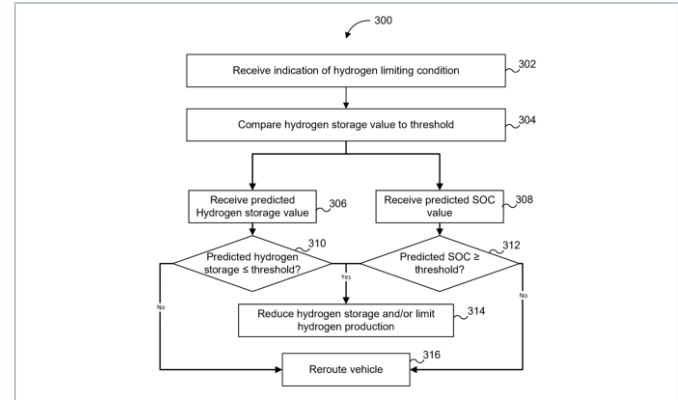 300
Receive indication of hydrogen limiting condition
302
Compare hydrogen storage value to threshold
304
Receive predicted
Hydrogen storage value
306
Receive predicted SOC
value
308
Predicted hydrogen
storage ≤ threshold?
310
Predicted SOC ≥
threshold?
312
Yes
No
No
Reduce hydrogen storage and/or limit
hydrogen production
314
Reroute vehicle
316